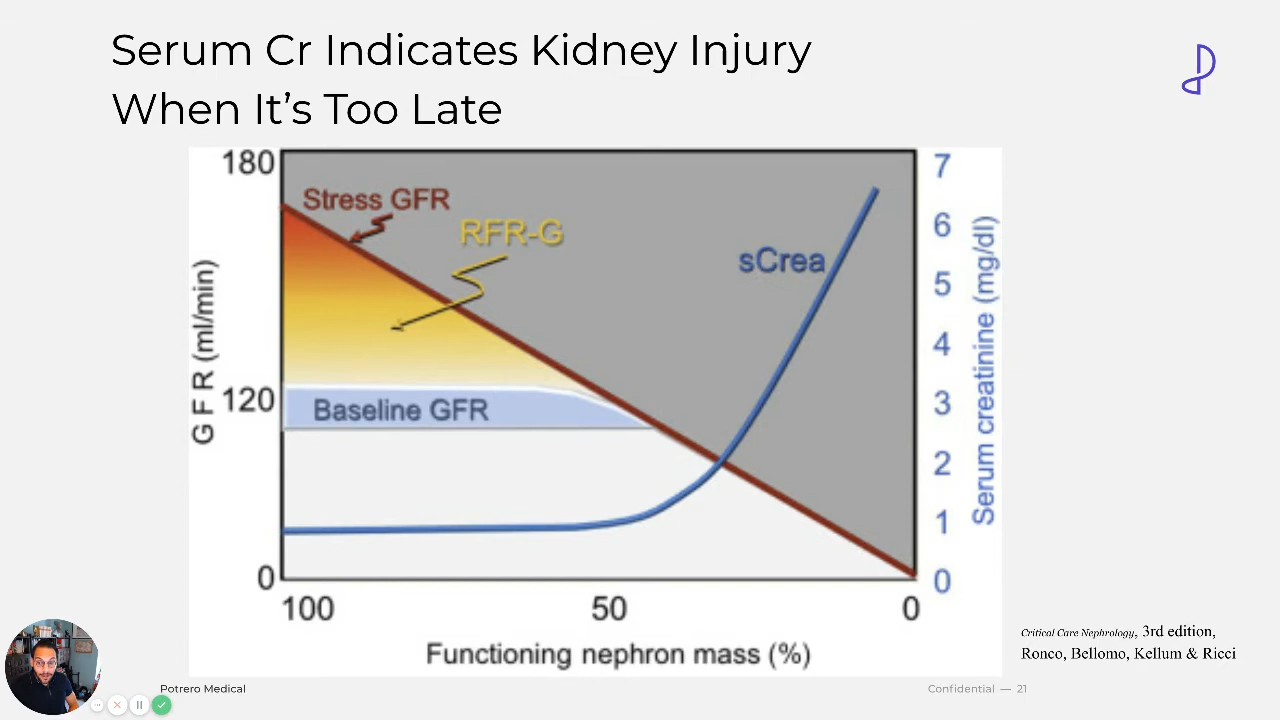 Serum Cr Indicates Kidney Injury
When It's Too Late
180
Stress GFR
RFR-G
sCrea
120
Baseline GFR
0
GFR (ml/min)
7
6
5
4
3
2
1
0
Serum creatinine (mg/dl)
100 50 0
Functioning nephron mass (%)
Critical Care Nephrology, 3rd edition,
Ronco, Bellomo, Kellum & Ricci
Potrero Medical
Confidential — 21